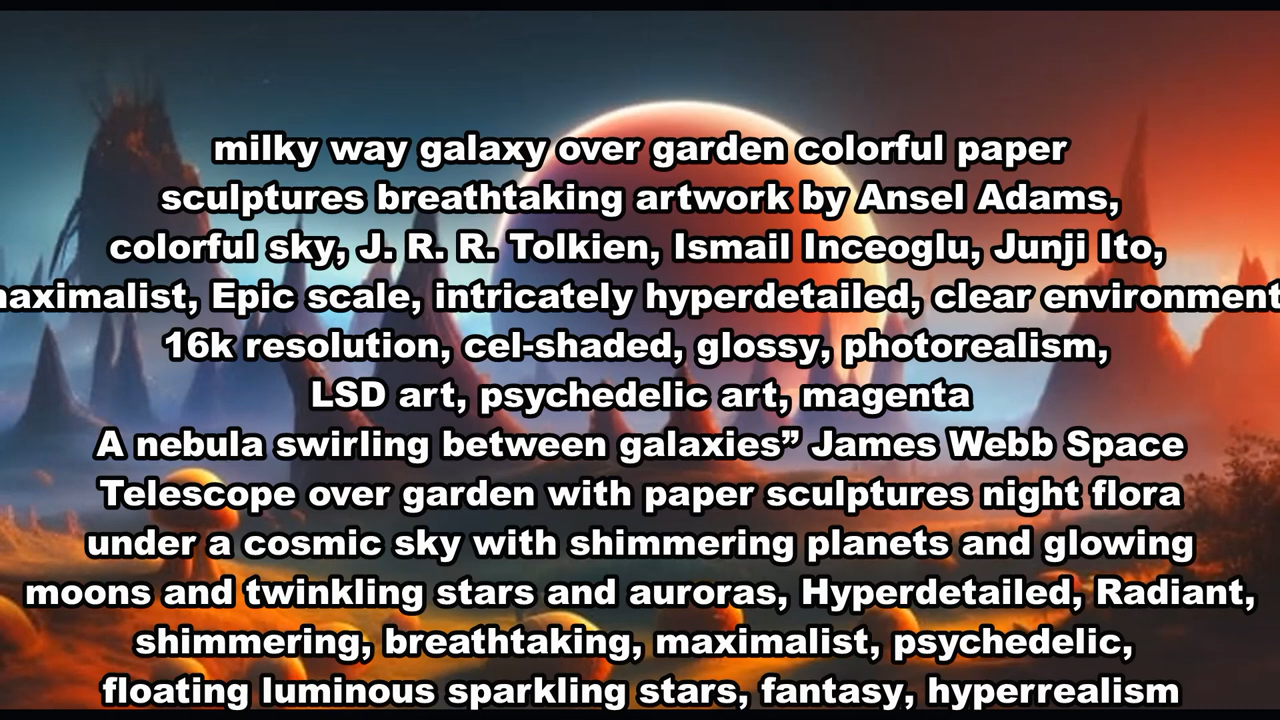 milky way galaxy over garden colorful paper
sculptures breathtaking artwork by Ansel Adams,
colorful sky, J. R. R. Tolkien, Ismail Inceoglu, Junji Ito,
aximalist, Epic scale, intricately hyperdetailed, clear environment
16k resolution, cel-shaded, glossy, photorealism,
LSD art, psychedelic art, magenta
A nebula swirling between galaxies” James Webb Space
Telescope over garden with paper sculptures night flora
under a cosmic sky with shimmering planets and glowing
moons and twinkling stars and auroras, Hyperdetailed, Radiant,
shimmering, breathtaking, maximalist, psychedelic,
floating luminous sparkling stars, fantasy, hyperrealism